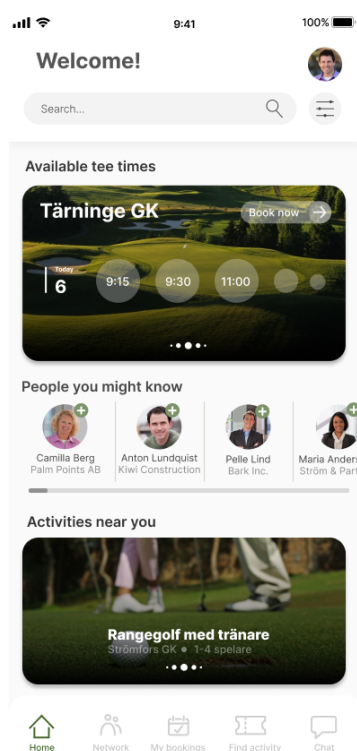 9:41
100%
Welcome!
Search...
Available tee times
Tärninge GK
Book now
Today
6
9:15
9:30
11:00
People you might know
Camilla Berg
Palm Points AB
Anton Lundquist
Kiwi Construction
Pelle Lind
Bark Inc.
Maria Anders
Ström & Part
Activities near you
Rangegolf med tränare
Strömfors GK • 1-4 spelare
Home
Network
My bookings
Find activity
Chat